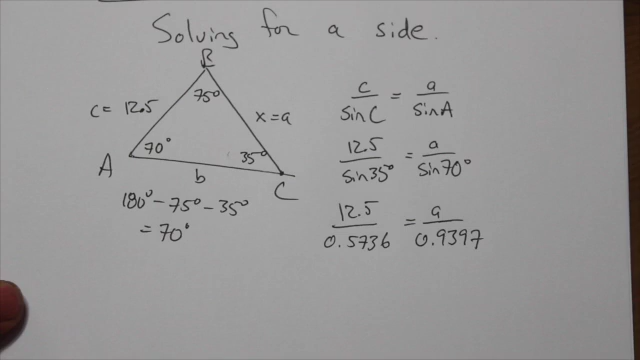 Solving for a side.
B
75°
c = 12.5
x = a
70°
35°
A
b
C
180° - 75° - 35°
= 70°
c/sin C = a/sin A
12.5/sin 35° = a/sin 70°
12.5/0.5736 = a/0.9397